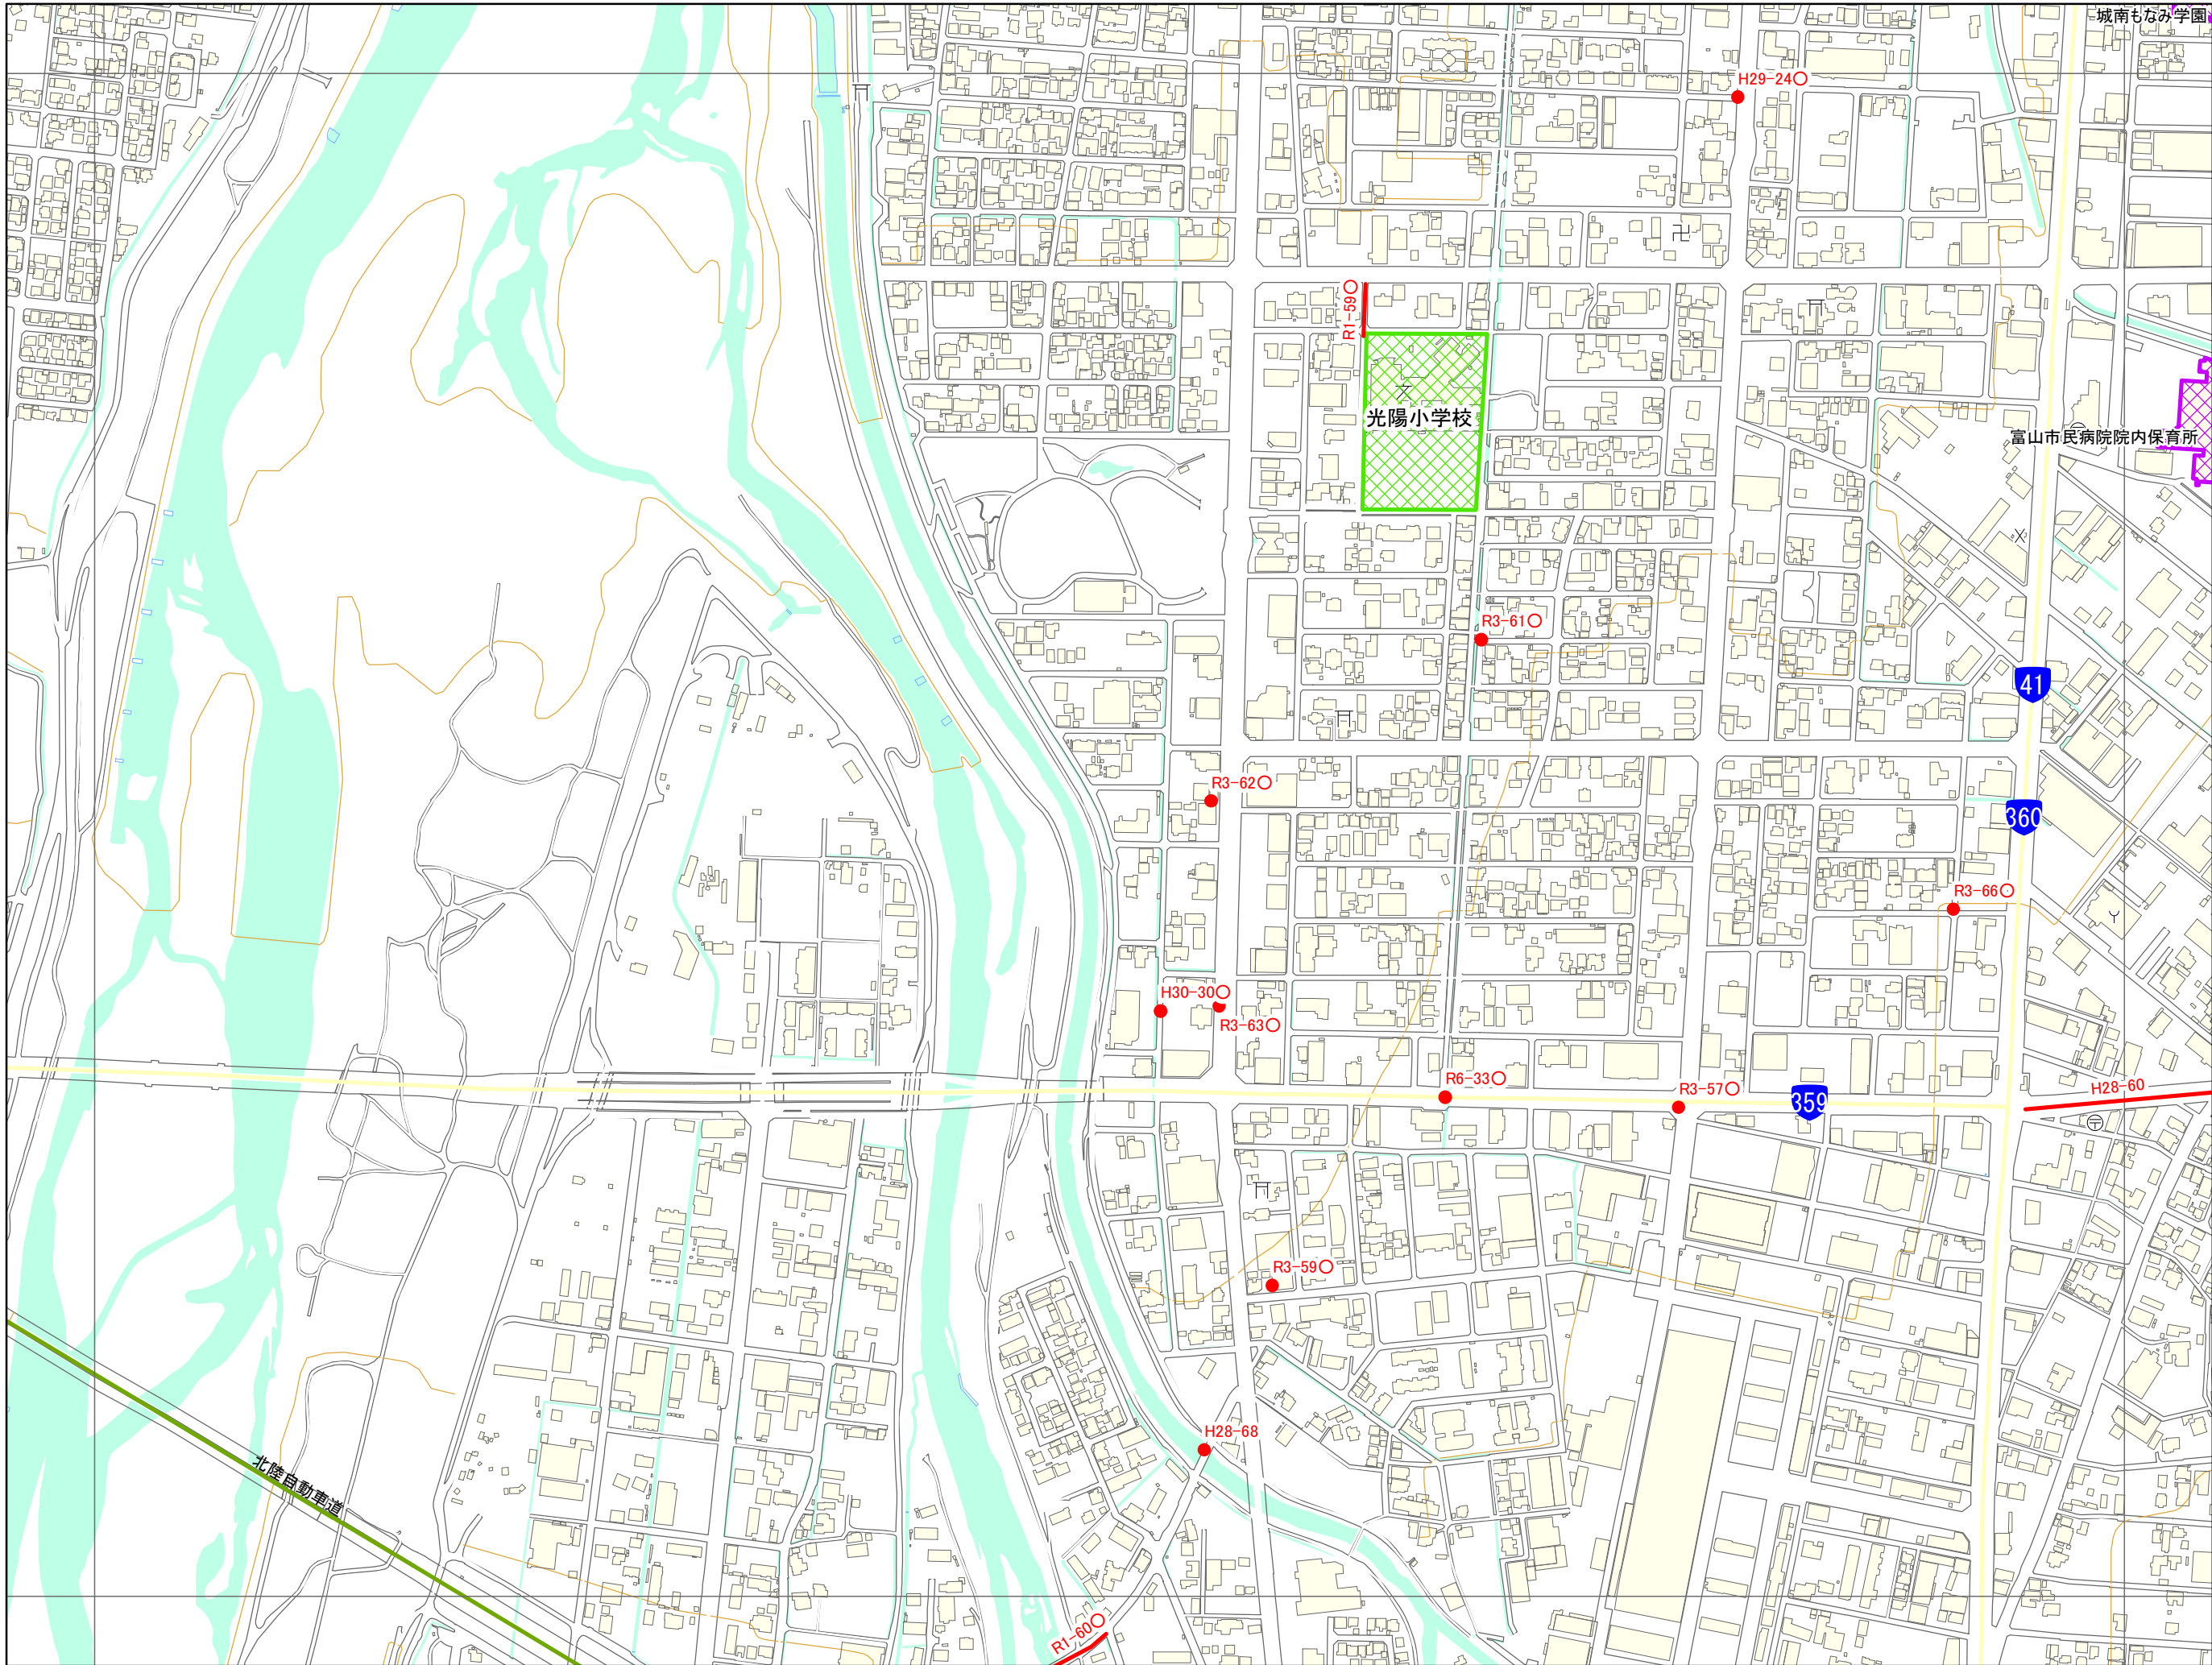 城南もなみ学園
H29-24○
R1-59○
光陽小学校
富山市民病院院内保育所
R3-61○
41
R3-62○
360
R3-66○
H30-30○
R3-63○
R6-33○
R3-57○
359
H28-60
R3-59○
H28-68
北陸自動車道
R1-60○